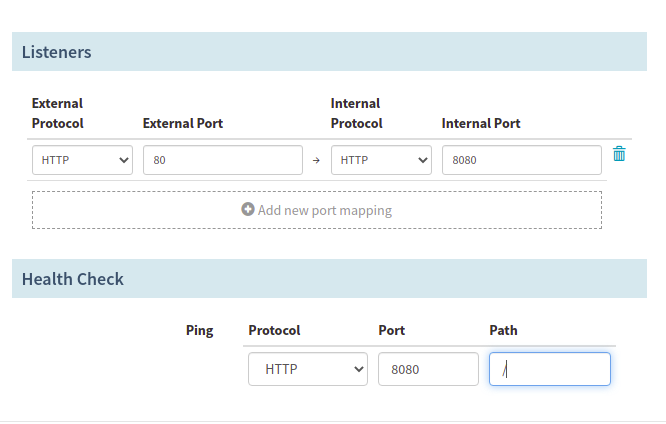 Listeners
External Protocol External Port Internal Protocol Internal Port
HTTP 80 → HTTP 8080
Add new port mapping
Health Check
Ping Protocol Port Path
HTTP 8080 /